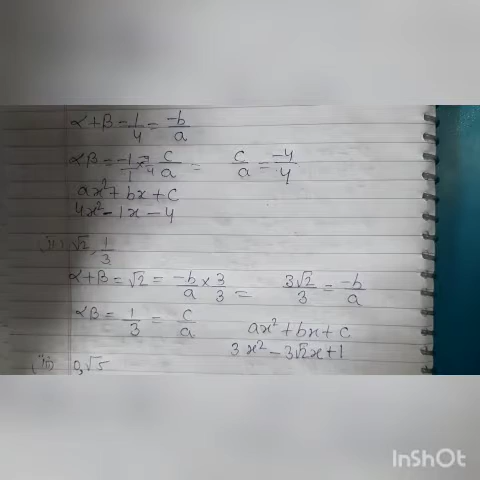 α+β = 1/4 = -b/a
αβ = -1/1 × 4/4 = c/a = c/a = -4/4
ax²+bx+c
4x²-1x-4
(ii) √2, 1/3
α+β = √2 = -b/a × 3/3 = 3√2/3 = -b/a
αβ = 1/3 = c/a
ax²+bx+c
3x²-3√2x+1
(iii) 0,√5
InShOt